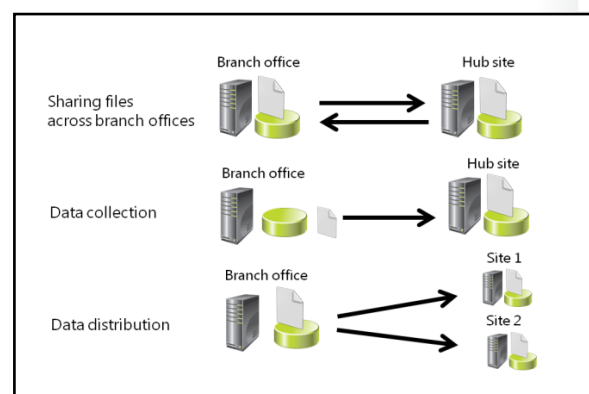 Branch office
Hub site
Sharing files
across branch offices
Branch office
Hub site
Data collection
Branch office
Site 1
Data distribution
Site 2